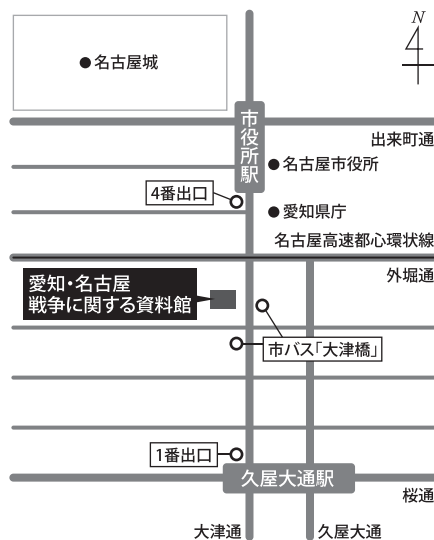 N
名古屋城
市役所駅
出来町通
名古屋市役所
4番出口
愛知県庁
名古屋高速都心環状線
外堀通
愛知・名古屋
戦争に関する資料館
市バス「大津橋」
1番出口
久屋大通駅
桜通
大津通
久屋大通